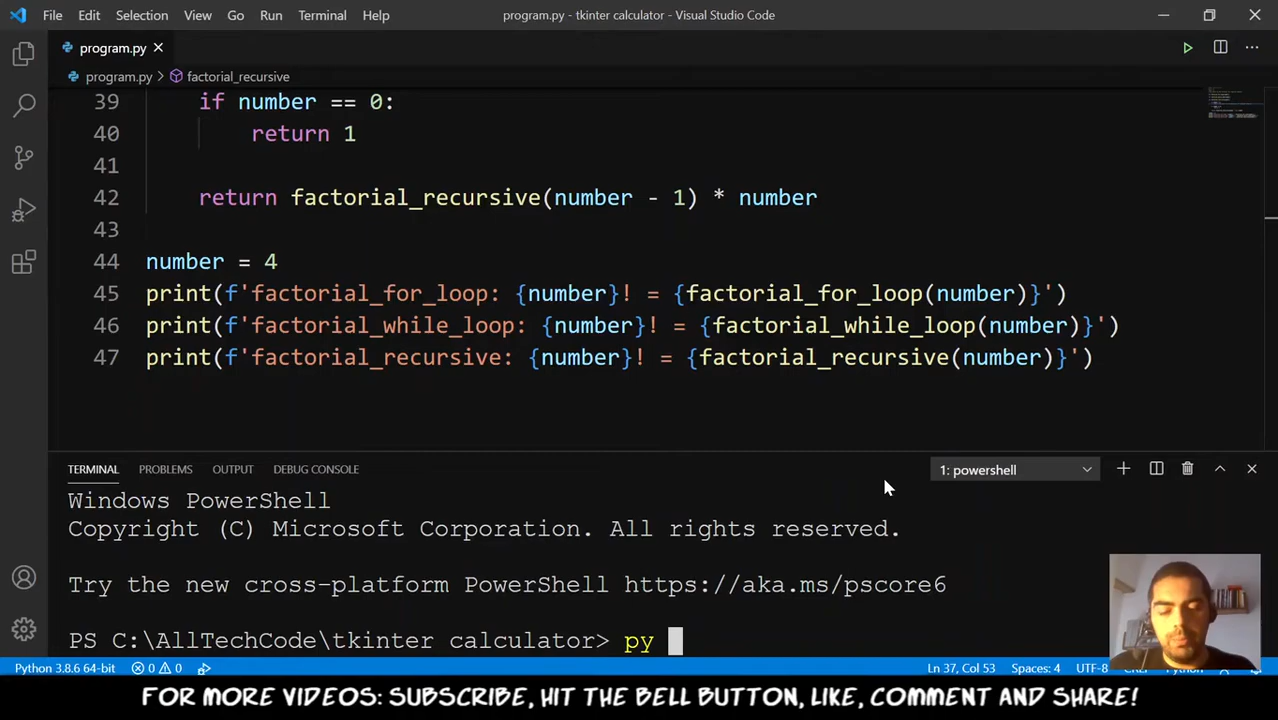 File Edit Selection View Go Run Terminal Help program.py - tkinter calculator - Visual Studio Code
program.py
program.py > factorial_recursive
39 if number == 0:
40 return 1
41
42 return factorial_recursive(number - 1) * number
43
44 number = 4
45 print(f'factorial_for_loop: {number}! = {factorial_for_loop(number)}')
46 print(f'factorial_while_loop: {number}! = {factorial_while_loop(number)}')
47 print(f'factorial_recursive: {number}! = {factorial_recursive(number)}')
TERMINAL PROBLEMS OUTPUT DEBUG CONSOLE 1: powershell
Windows PowerShell
Copyright (C) Microsoft Corporation. All rights reserved.
Try the new cross-platform PowerShell https://aka.ms/pscore6
PS C:\AllTechCode\tkinter calculator> py
Python 3.8.6 64-bit 0 0 Ln 37, Col 53 Spaces: 4 UTF-8 CRLF Python
FOR MORE VIDEOS: SUBSCRIBE, HIT THE BELL BUTTON, LIKE, COMMENT AND SHARE!